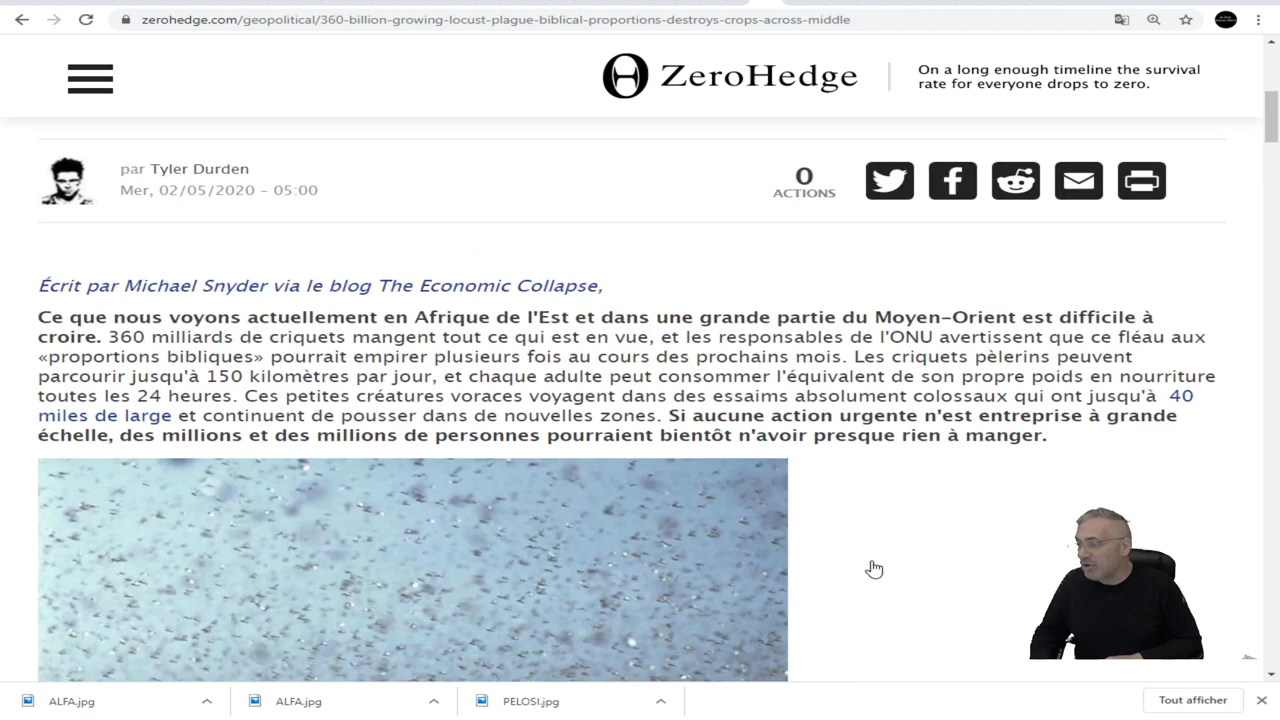 zerohedge.com/geopolitical/360-billion-growing-locust-plague-biblical-proportions-destroys-crops-across-middle
ZeroHedge
On a long enough timeline the survival
rate for everyone drops to zero.
par Tyler Durden
Mer, 02/05/2020 - 05:00
0
ACTIONS
Écrit par Michael Snyder via le blog The Economic Collapse,
Ce que nous voyons actuellement en Afrique de l'Est et dans une grande partie du Moyen-Orient est difficile à
croire. 360 milliards de criquets mangent tout ce qui est en vue, et les responsables de l'ONU avertissent que ce fléau aux
«proportions bibliques» pourrait empirer plusieurs fois au cours des prochains mois. Les criquets pèlerins peuvent
parcourir jusqu'à 150 kilomètres par jour, et chaque adulte peut consommer l'équivalent de son propre poids en nourriture
toutes les 24 heures. Ces petites créatures voraces voyagent dans des essaims absolument colossaux qui ont jusqu'à 40
miles de large et continuent de pousser dans de nouvelles zones. Si aucune action urgente n'est entreprise à grande
échelle, des millions et des millions de personnes pourraient bientôt n'avoir presque rien à manger.
ALFA.jpg
ALFA.jpg
PELOSI.jpg
Tout afficher